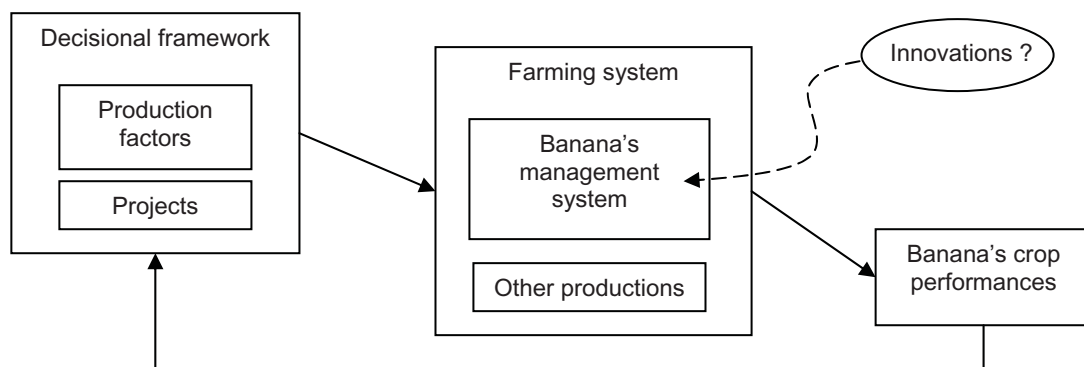 Decisional framework
Production
factors
Projects
Farming system
Banana’s
management
system
Other productions
Innovations ?
Banana’s crop
performances